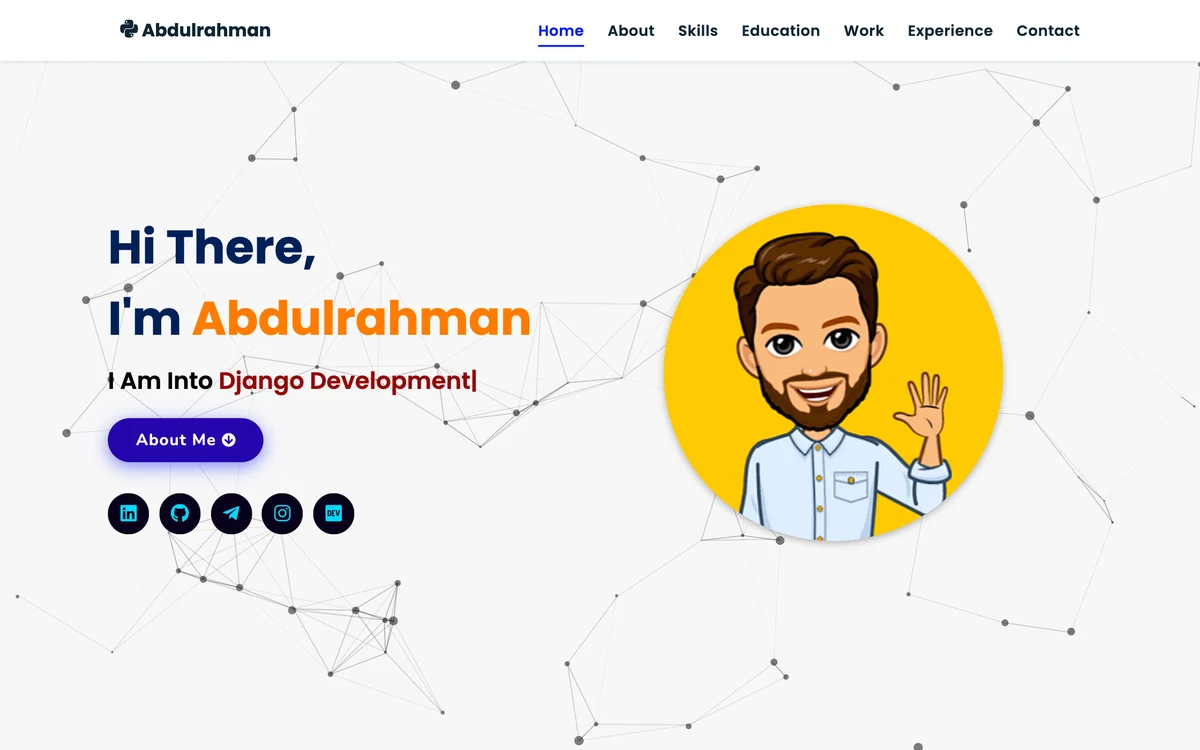 Abdulrahman
Home About Skills Education Work Experience Contact
Hi There,
I'm Abdulrahman
I Am Into Django Development|
About Me
DEV